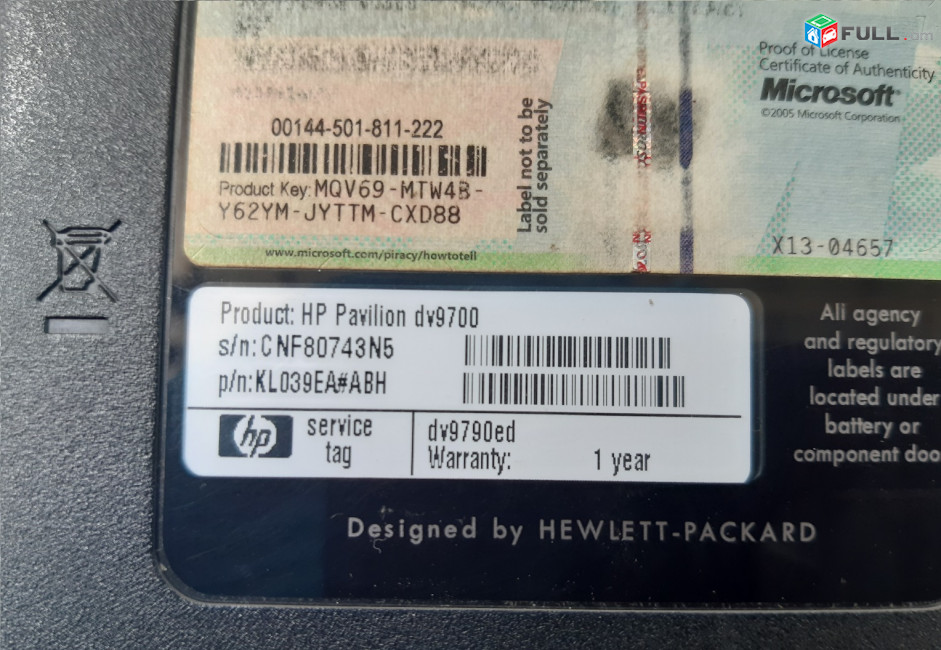 FULL.am
Proof of License
Certificate of Authenticity
Microsoft
©2005 Microsoft Corporation
00144-501-811-222
Product Key: MQV69-MTW4B-
Y62YM-JYTTM-CXD88
Label not to be
sold separately
www.microsoft.com/piracy/howtotell
X13-04657
Product: HP Pavilion dv9700
s/n: CNF80743N5
p/n: KL039EA#ABH
hp service
tag
dv9790ed
Warranty: 1 year
All agency
and regulatory
labels are
located under
battery or
component
Designed by HEWLETT-PACKARD